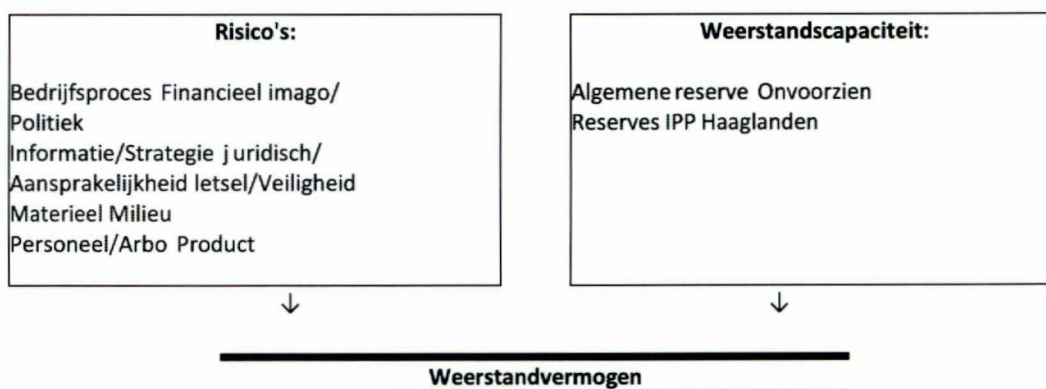 Risico's:
Bedrijfsproces Financieel imago/
Politiek
Informatie/Strategie j uridisch/
Aansprakelijkheid letsel/Veiligheid
Materieel Milieu
Personeel/Arbo Product
Weerstandscapaciteit:
Algemene reserve Onvoorzien
Reserves IPP Haaglanden
Weerstandvermogen